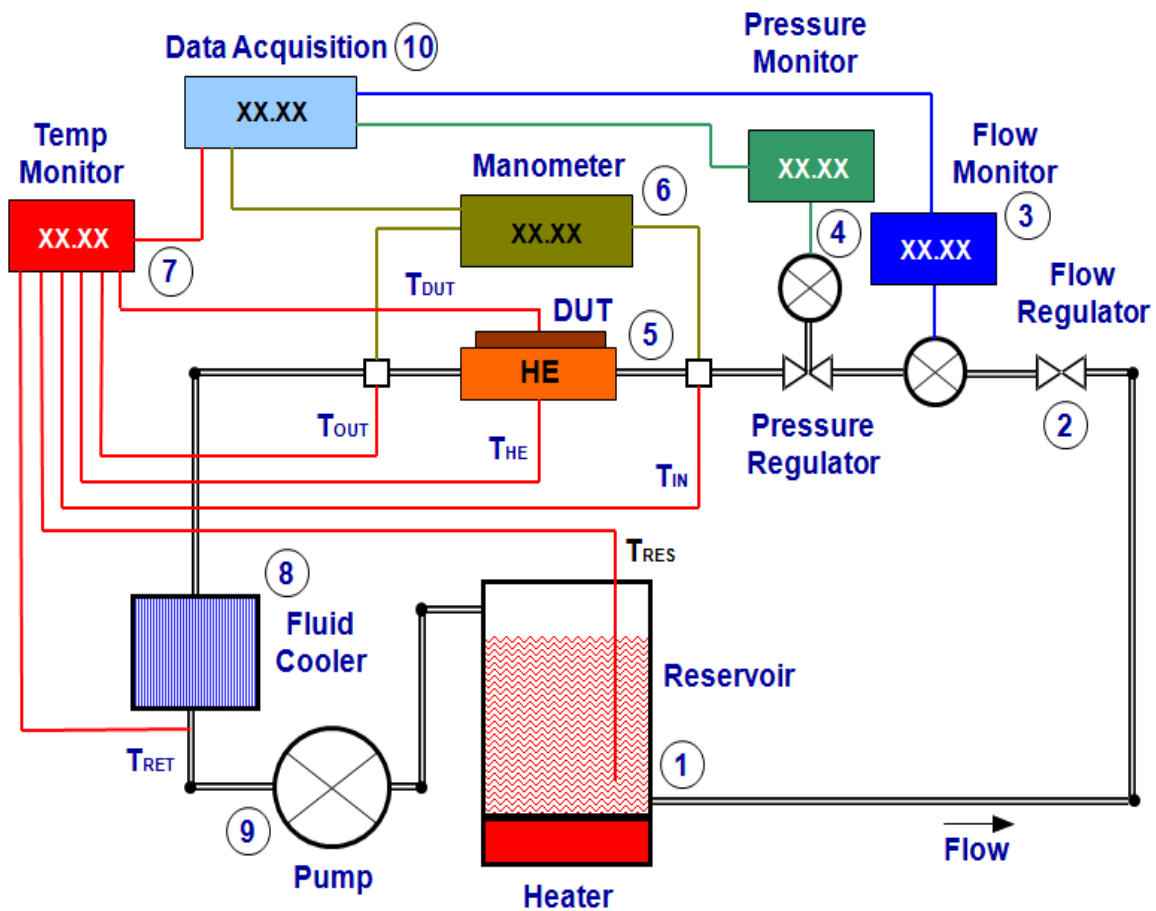 Data Acquisition 10
XX.XX
Pressure
Monitor
XX.XX
Temp
Monitor
XX.XX
7
Manometer
6
XX.XX
4
Flow
Monitor
3
XX.XX
Flow
Regulator
2
TDUT
DUT
5
HE
TOUT
THE
TIN
Pressure
Regulator
TRES
8
Fluid
Cooler
Reservoir
1
TRET
9
Pump
Heater
Flow